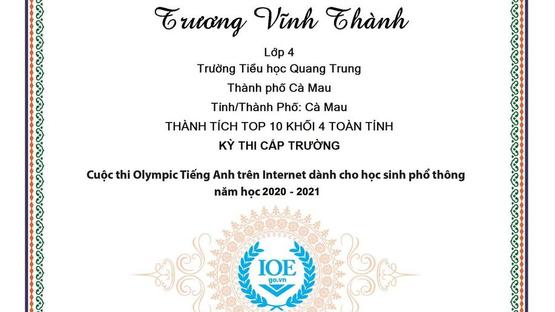 Trương Vĩnh Thành
Lớp 4
Trường Tiểu học Quang Trung
Thành phố Cà Mau
Tỉnh/Thành Phố: Cà Mau
THÀNH TÍCH TOP 10 KHỐI 4 TOÀN TỈNH
KỲ THI CẤP TRƯỜNG
Cuộc thi Olympic Tiếng Anh trên Internet dành cho học sinh phổ thông
năm học 2020 - 2021
IOE
go.vn